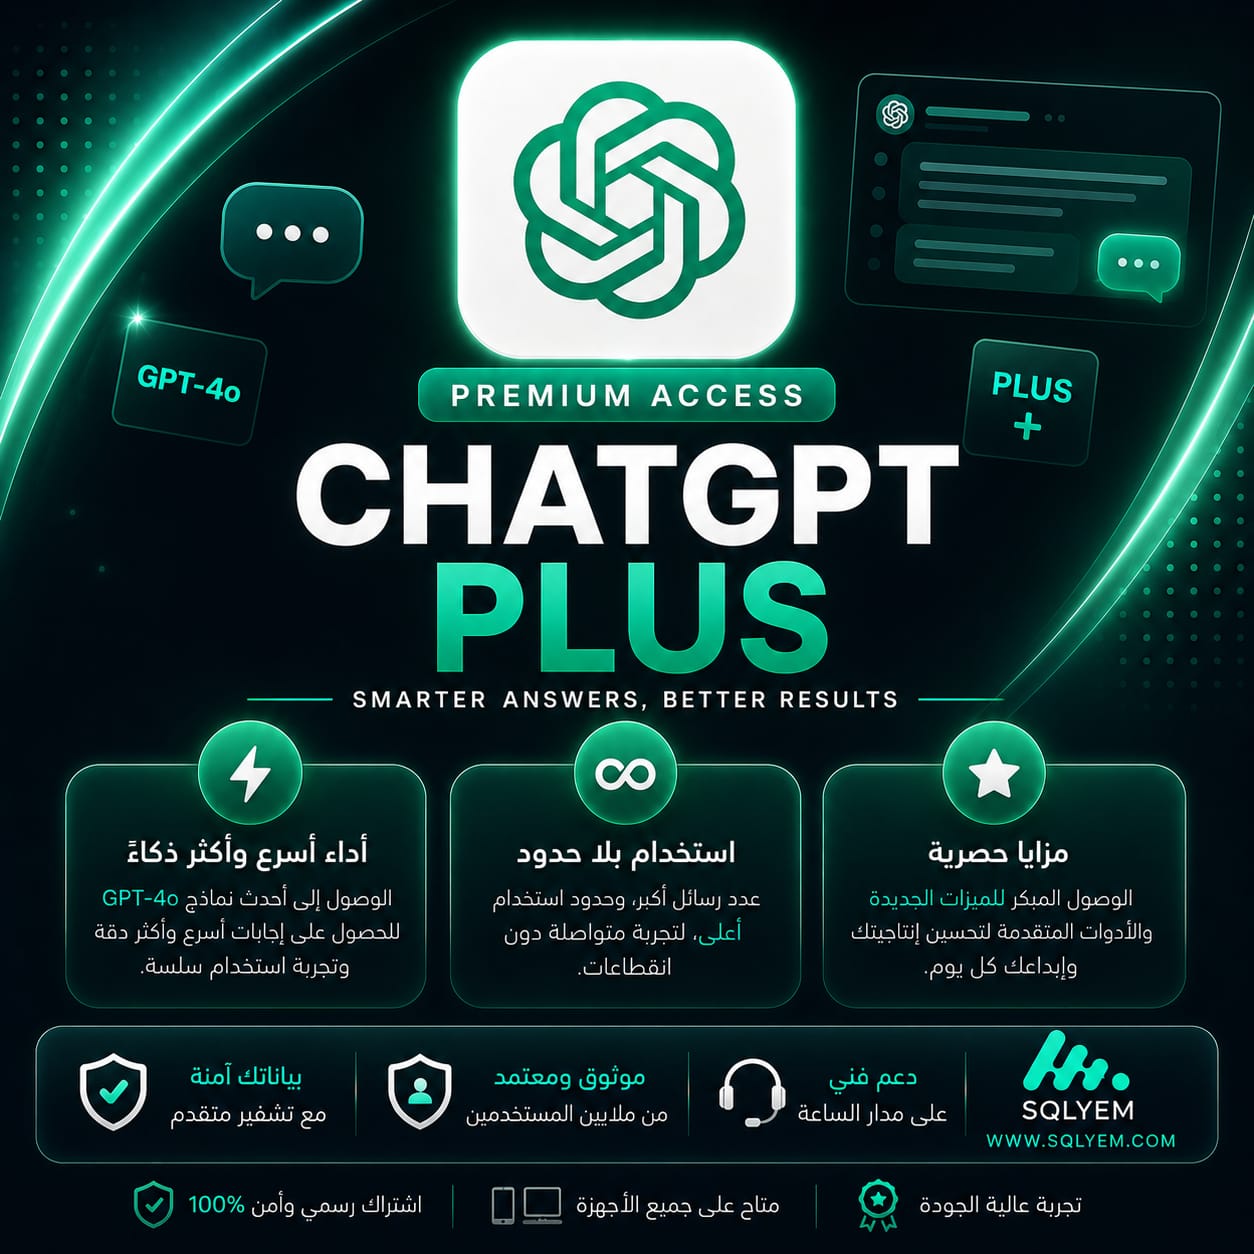 GPT-4o
PLUS
+
PREMIUM ACCESS
CHATGPT
PLUS
SMARTER ANSWERS, BETTER RESULTS
مزايا حصرية
الوصول المبكر للميزات الجديدة
والأدوات المتقدمة لتحسين إنتاجيتك
وإبداعك كل يوم.
استخدام بلا حدود
عدد رسائل أكبر، وحدود استخدام
أعلى، لتجربة متواصلة دون
انقطاعات.
أداء أسرع وأكثر ذكاءً
الوصول إلى أحدث نماذج GPT-4o
للحصول على إجابات أسرع وأكثر دقة
وتجربة استخدام سلسة.
SQLYEM
WWW.SQLYEM.COM
دعم فني
على مدار الساعة
موثوق ومعتمد
من ملايين المستخدمين
بياناتك آمنة
مع تشفير متقدم
تجربة عالية الجودة
متاح على جميع الأجهزة
اشتراك رسمي وآمن 100%